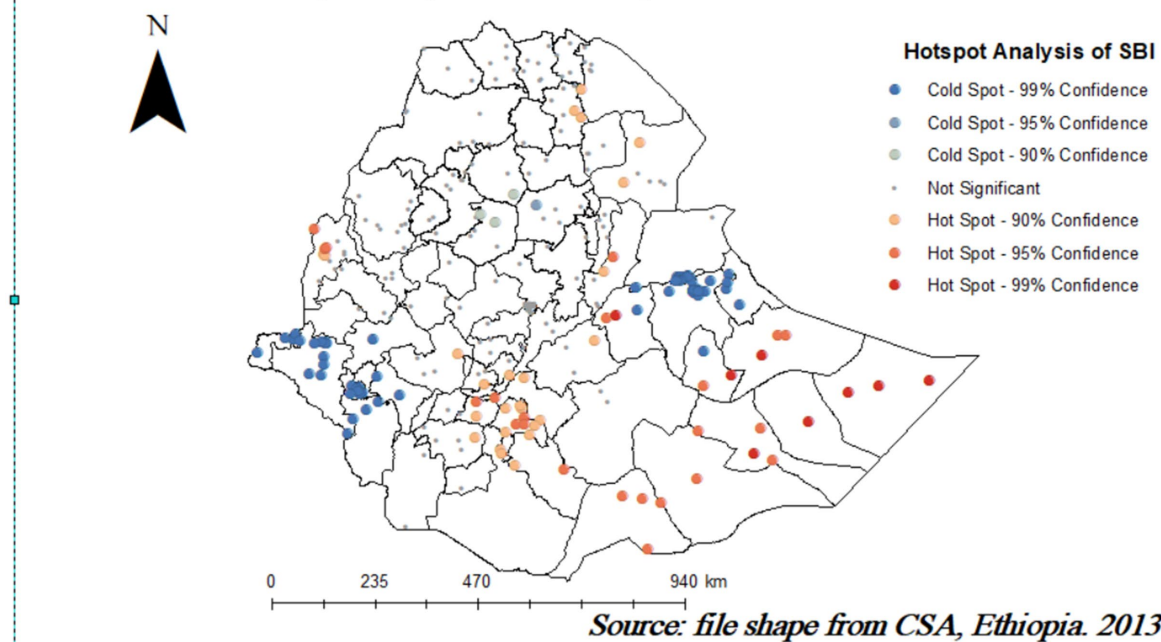 N
Hotspot Analysis of SBI
Cold Spot - 99% Confidence
Cold Spot - 95% Confidence
Cold Spot - 90% Confidence
Not Significant
Hot Spot - 90% Confidence
Hot Spot - 95% Confidence
Hot Spot - 99% Confidence
0 235 470 940 km
Source: file shape from CSA, Ethiopia. 2013